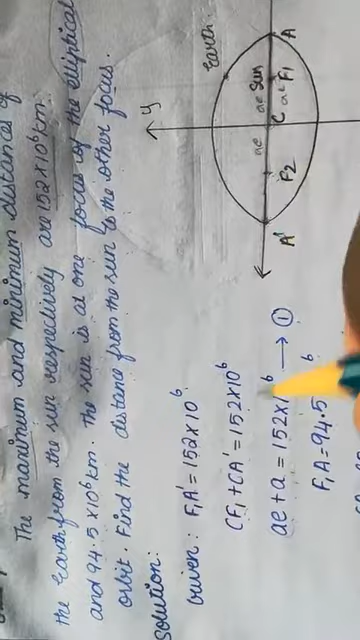 The maximum and minimum distances of
the Earth from the sun respectively are 152×10⁶ km
and 94.5×10⁶ km. the sun is at one focus of the elliptical
orbit. Find the distance from the sun to the other focus.
Solution:
Given: F₁A' = 152×10⁶
CF₁ + CA' = 152×10⁶
ae + a = 152×10⁶ → ①
F₁A = 94.5
6
y
Earth
A
Sun
F₁
ae
ae
C
ae
F₂
A'